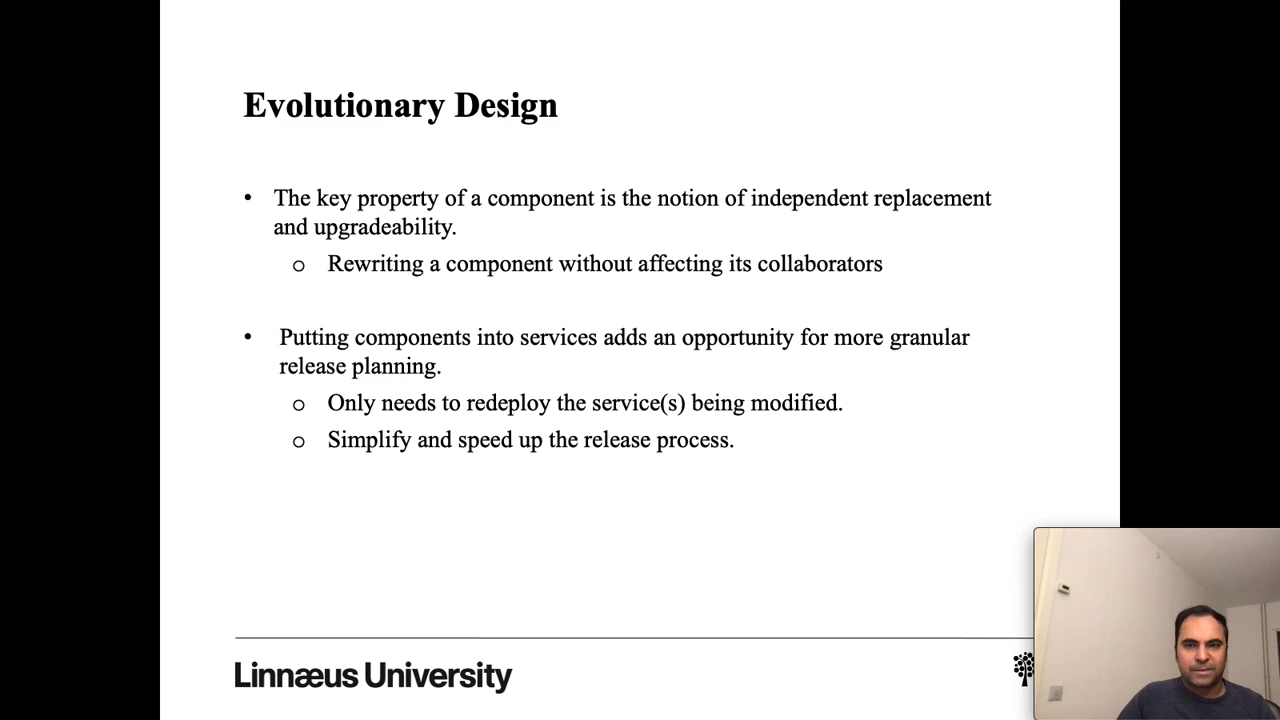 Evolutionary Design
• The key property of a component is the notion of independent replacement
and upgradeability.
o Rewriting a component without affecting its collaborators
• Putting components into services adds an opportunity for more granular
release planning.
o Only needs to redeploy the service(s) being modified.
o Simplify and speed up the release process.
Linnæus University